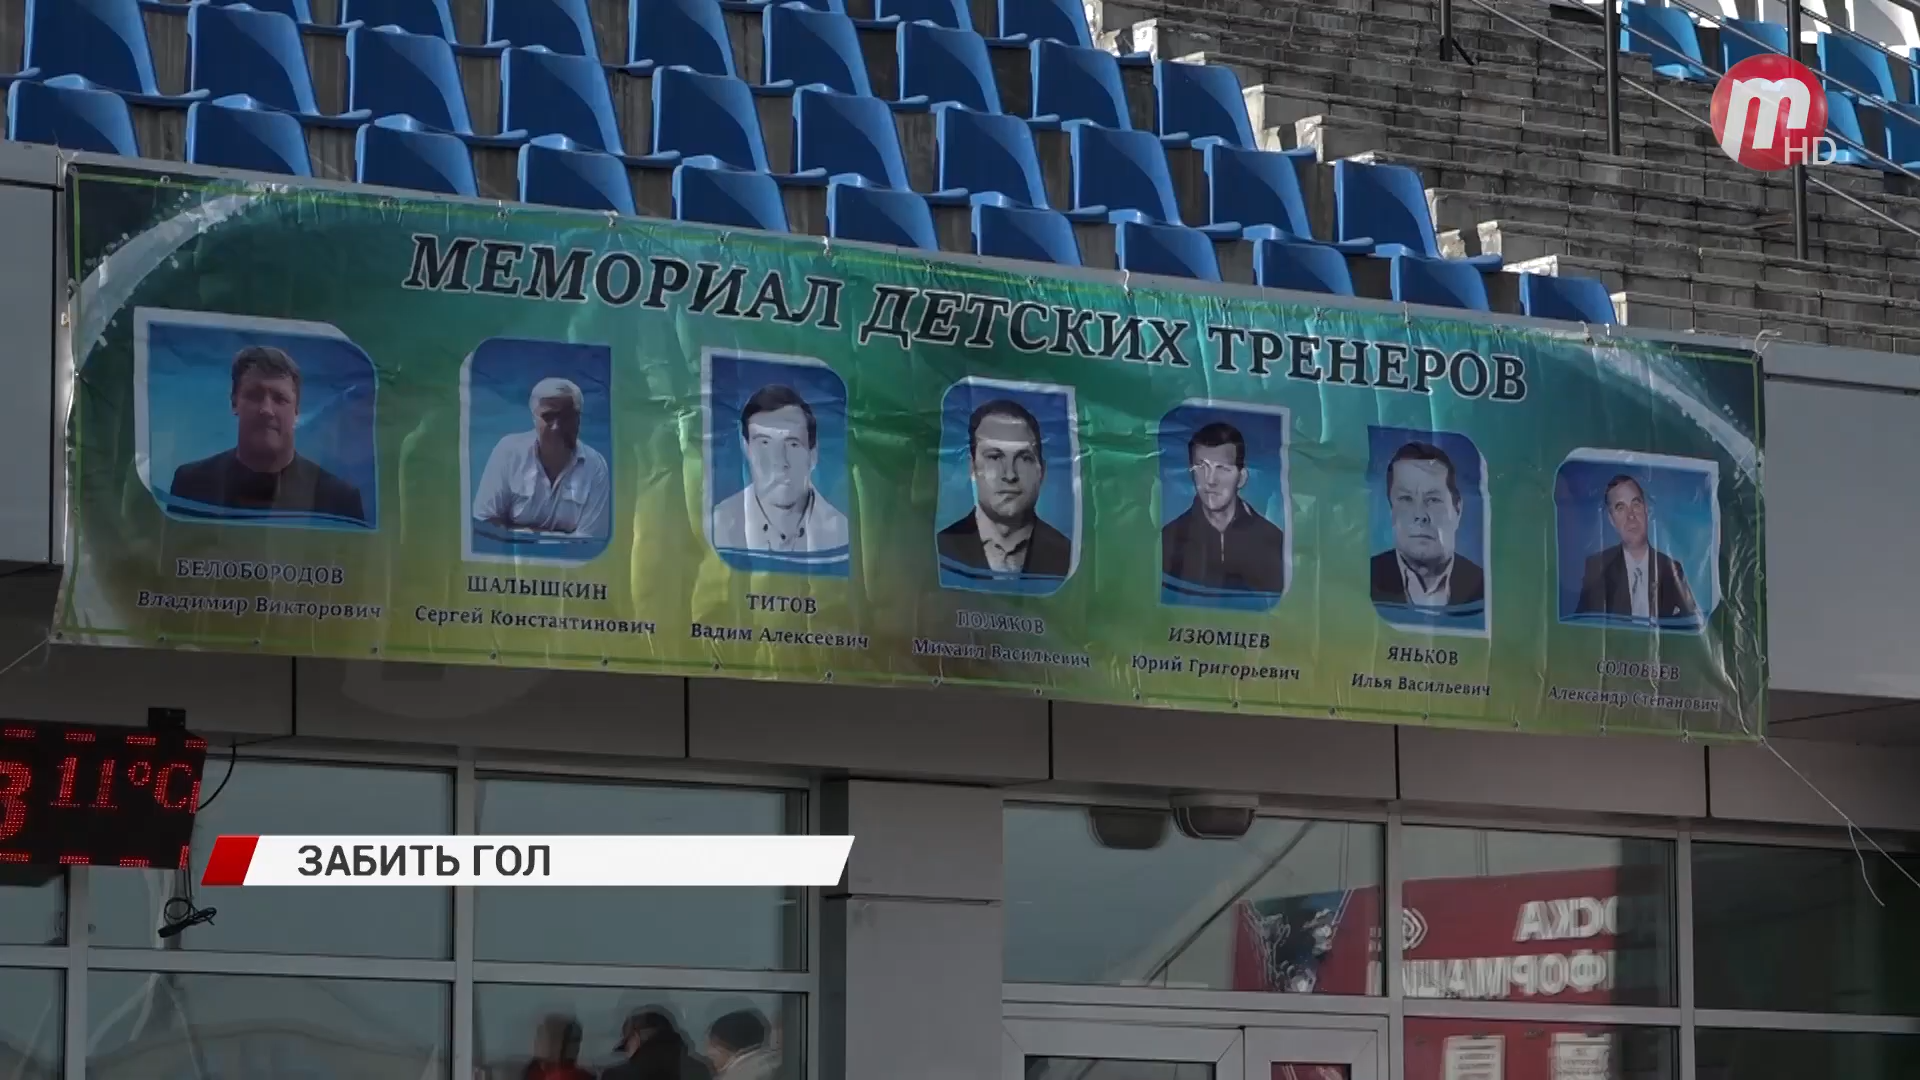 m HD
МЕМОРИАЛ ДЕТСКИХ ТРЕНЕРОВ
БЕЛОБОРОДОВ
Владимир Викторович
ШАЛЫШКИН
Сергей Константинович
ТИТОВ
Вадим Алексеевич
ПОЛЯКОВ
Михаил Васильевич
ИЗЮМЦЕВ
Юрий Григорьевич
ЯНЬКОВ
Илья Васильевич
СОЛОВЬЕВ
Александр Степанович
11°C
ЗАБИТЬ ГОЛ